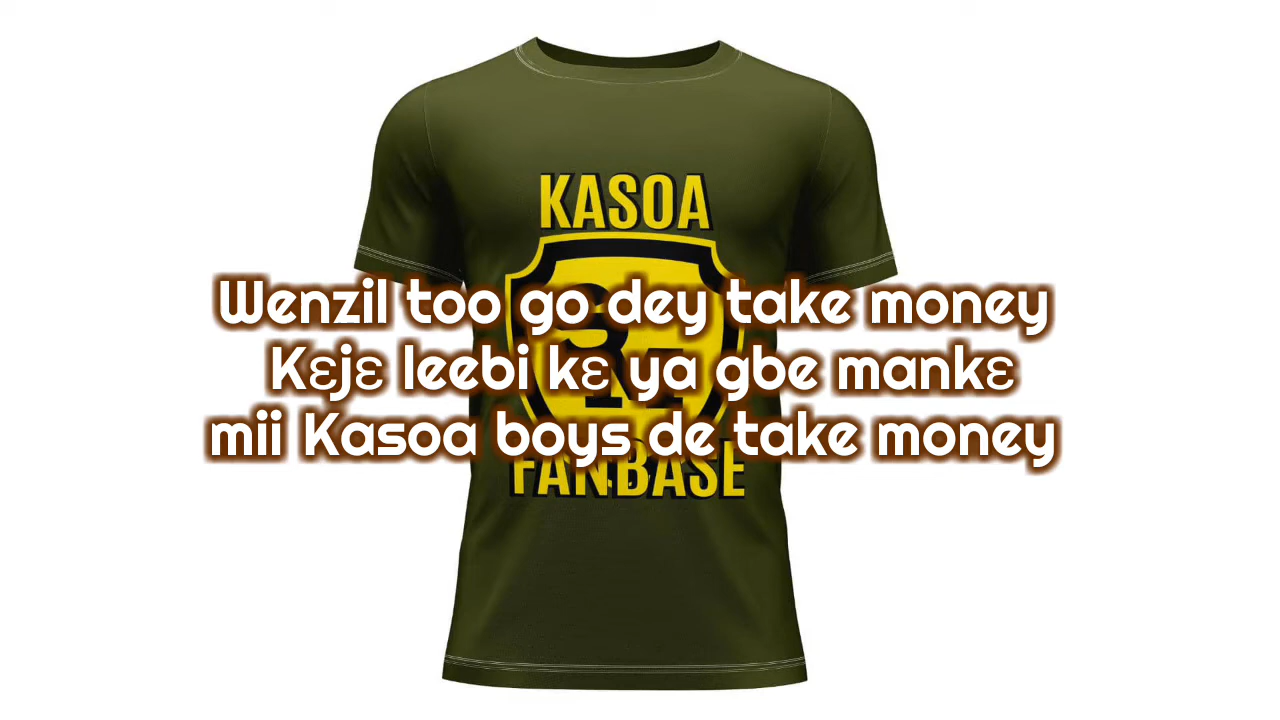 KASOA
Wenzil too go dey take money
Kɛjɛ leebi kɛ ya gbe mankɛ
mii Kasoa boys de take money
FANBASE